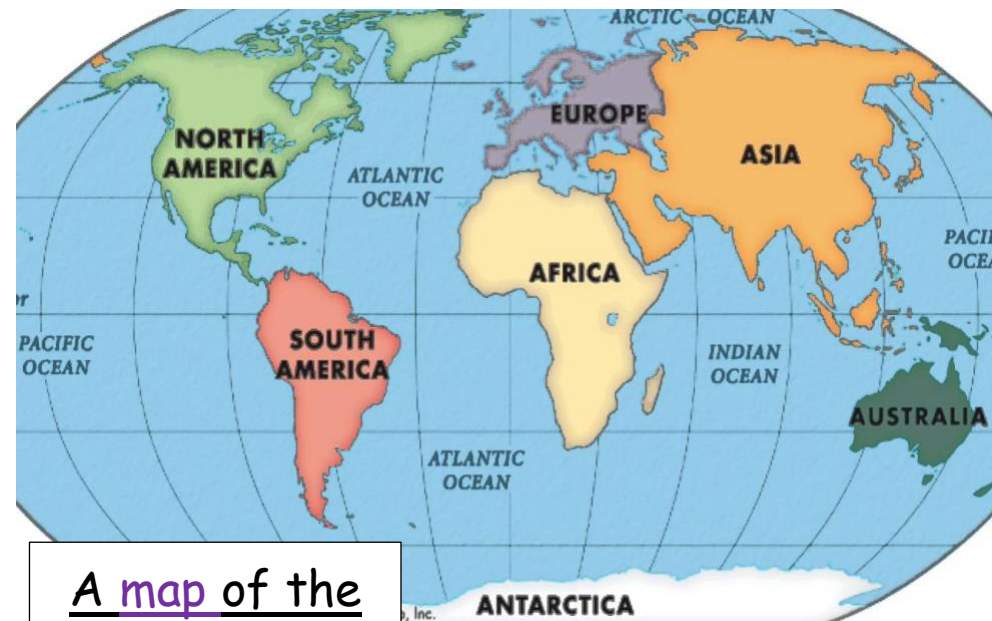 ARCTIC OCEAN
EUROPE
NORTH
AMERICA
ASIA
ATLANTIC
OCEAN
AFRICA
PACIFIC
OCEAN
SOUTH
AMERICA
INDIAN
OCEAN
AUSTRALIA
ATLANTIC
OCEAN
A map of the
, Inc.
ANTARCTICA